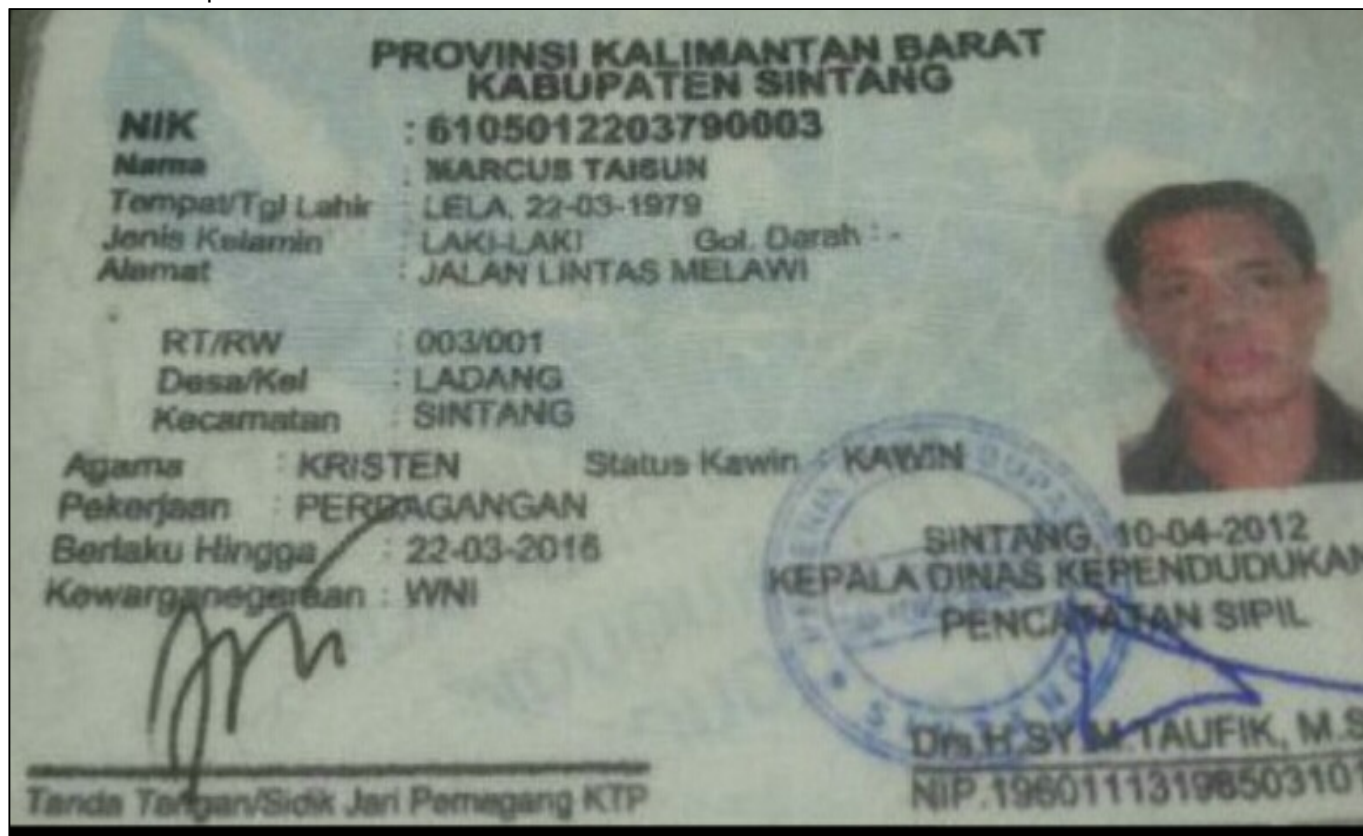 PROVINSI KALIMANTAN BARAT
KABUPATEN SINTANG
NIK : 6105012203790003
Nama : MARCUS TAISUN
Tempat/Tgl Lahir : LELA, 22-03-1979
Jenis Kelamin : LAKI-LAKI Gol. Darah : -
Alamat : JALAN LINTAS MELAWI
RT/RW : 003/001
Desa/Kel : LADANG
Kecamatan : SINTANG
Agama : KRISTEN Status Kawin : KAWIN
Pekerjaan : PERDAGANGAN
Berlaku Hingga : 22-03-2016
Kewarganegaraan : WNI
SINTANG, 10-04-2012
KEPALA DINAS KEPENDUDUKAN
PENCATATAN SIPIL
SINTANG
Drs.H.SY.M.TAUFIK, M.S
NIP.19601113198503101
Tanda Tangan/Sidik Jari Pemegang KTP